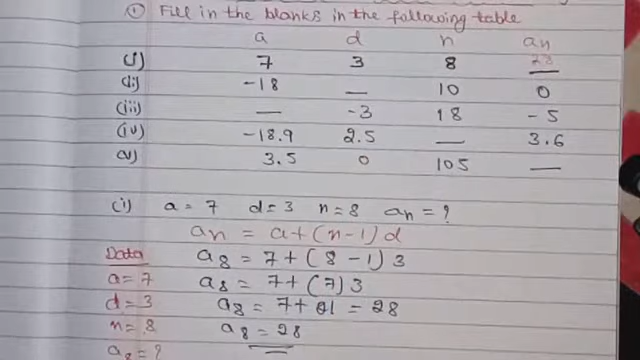 ① Fill in the blanks in the following table
a d n an
(i) 7 3 8 28
(ii) -18 — 10 0
(iii) — -3 18 -5
(iv) -18.9 2.5 — 3.6
(v) 3.5 0 105 —
(i) a = 7 d = 3 n = 8 an = ?
an = a + (n - 1) d
Data a8 = 7 + (8 - 1) 3
a = 7 a8 = 7 + (7) 3
d = 3 a8 = 7 + 21 = 28
n = 8 a8 = 28
a8 = ?